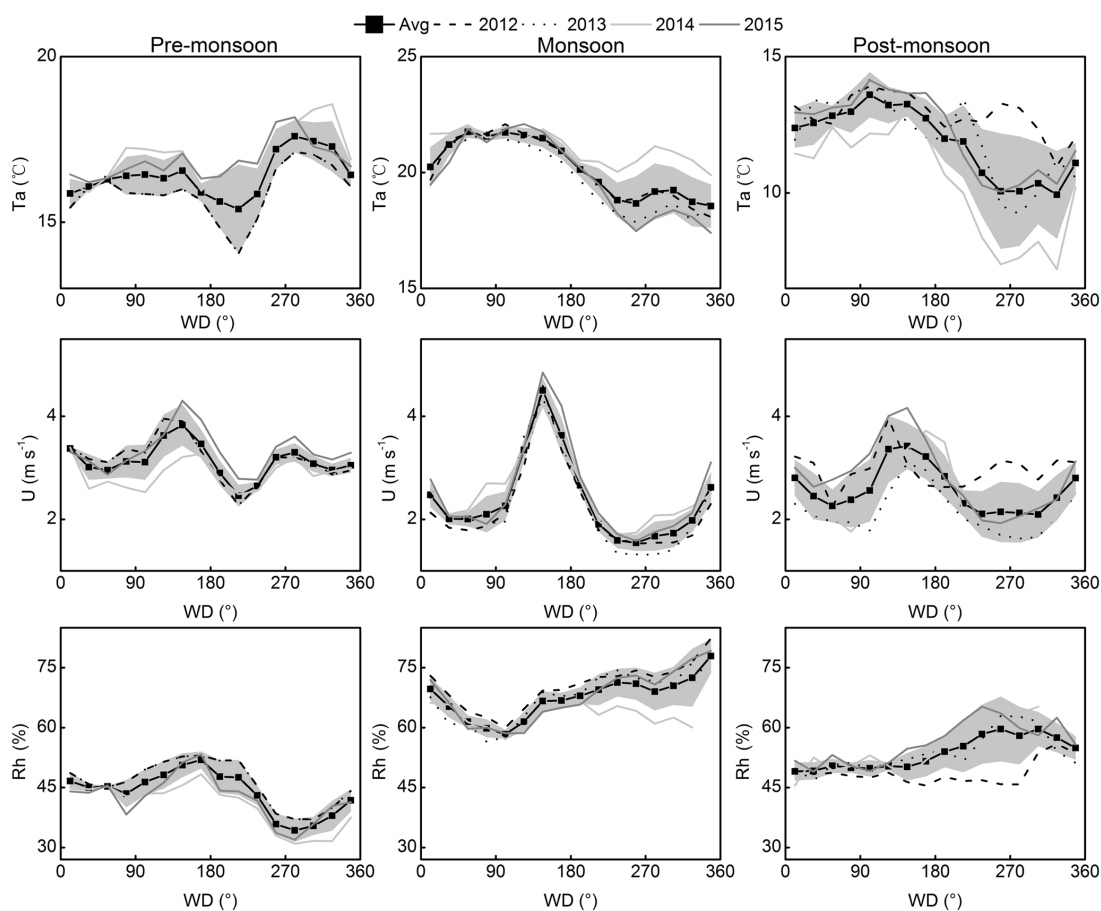 Avg 2012 2013 2014 2015
Pre-monsoon Monsoon Post-monsoon
20 25 15
Ta (℃) Ta (℃) Ta (℃)
20
15 10
15
0 90 180 270 360 0 90 180 270 360 0 90 180 270 360
WD (°) WD (°) WD (°)
4 4 4
U (m s-1) U (m s-1) U (m s-1)
2 2 2
0 90 180 270 360 0 90 180 270 360 0 90 180 270 360
WD (°) WD (°) WD (°)
75 75 75
60 60 60
Rh (%) Rh (%) Rh (%)
45 45 45
30 30 30
0 90 180 270 360 0 90 180 270 360 0 90 180 270 360
WD (°) WD (°) WD (°)